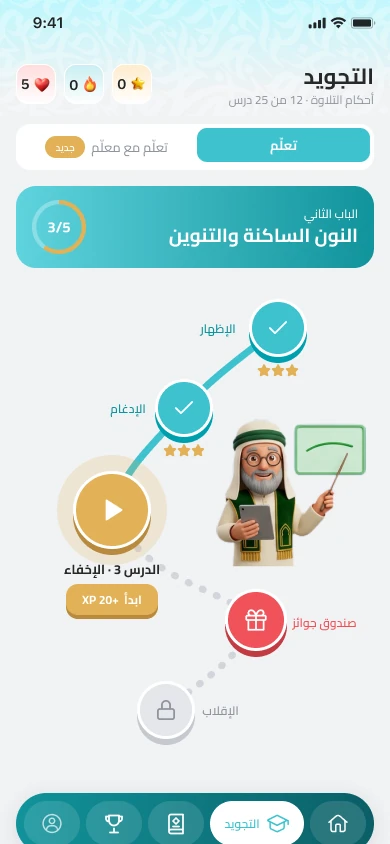 9:41
التجويد
أحكام التلاوة · 12 من 25 درس
0
0
5
تعلّم
تعلّم مع معلّم
جديد
الباب الثاني
النون الساكنة والتنوين
3/5
الإظهار
الإدغام
الدرس 3 · الإخفاء
ابدأ +20 XP
صندوق جوائز
الإقلاب
التجويد